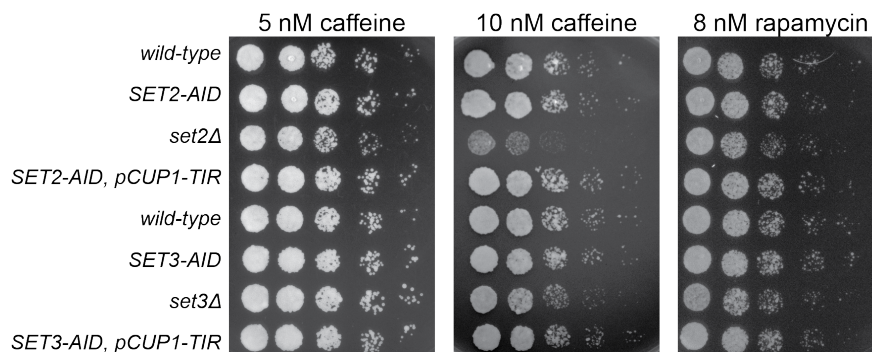 5 nM caffeine
10 nM caffeine
8 nM rapamycin
wild-type
SET2-AID
set2Δ
SET2-AID, pCUP1-TIR
wild-type
SET3-AID
set3Δ
SET3-AID, pCUP1-TIR